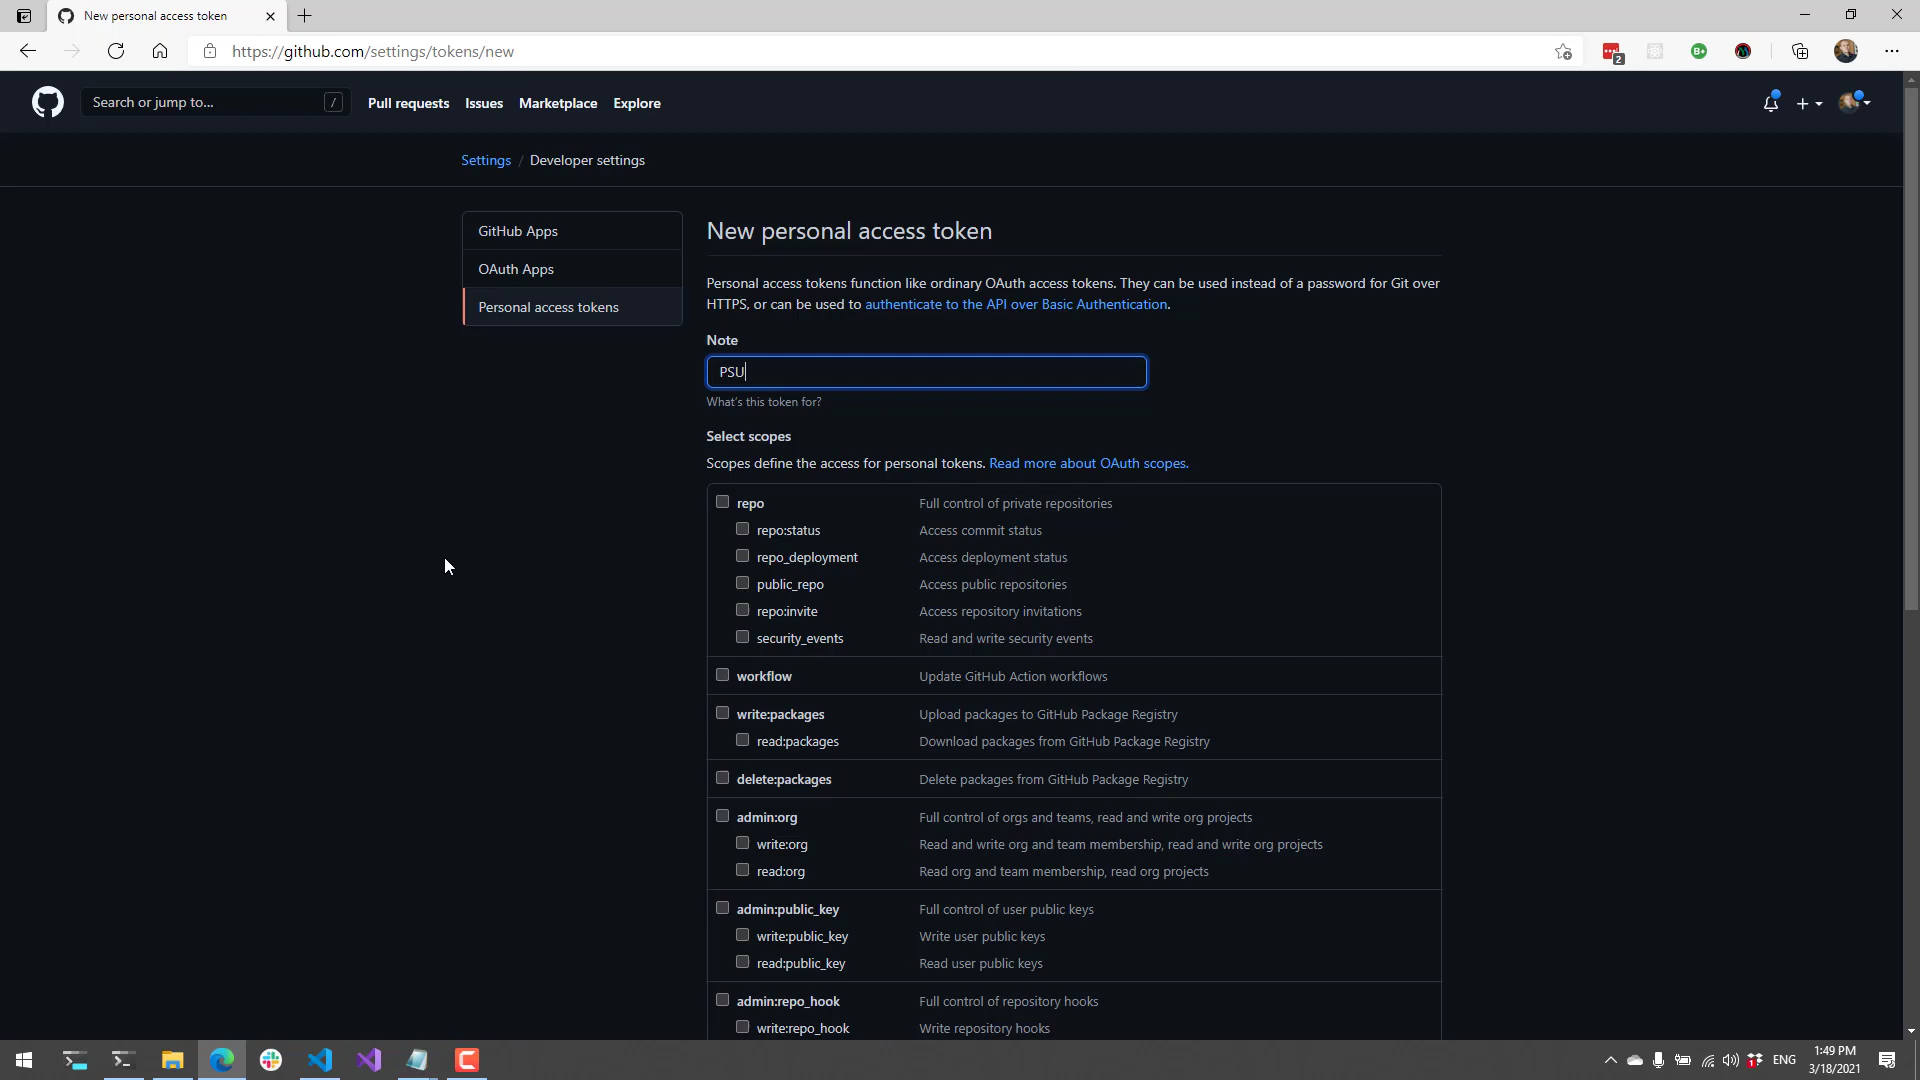 New personal access token
https://github.com/settings/tokens/new
2
B+
Search or jump to... /
Pull requests Issues Marketplace Explore
Settings / Developer settings
GitHub Apps
OAuth Apps
Personal access tokens
New personal access token
Personal access tokens function like ordinary OAuth access tokens. They can be used instead of a password for Git over
HTTPS, or can be used to authenticate to the API over Basic Authentication.
Note
PSU
What's this token for?
Select scopes
Scopes define the access for personal tokens. Read more about OAuth scopes.
repo Full control of private repositories
repo:status Access commit status
repo_deployment Access deployment status
public_repo Access public repositories
repo:invite Access repository invitations
security_events Read and write security events
workflow Update GitHub Action workflows
write:packages Upload packages to GitHub Package Registry
read:packages Download packages from GitHub Package Registry
delete:packages Delete packages from GitHub Package Registry
admin:org Full control of orgs and teams, read and write org projects
write:org Read and write org and team membership, read and write org projects
read:org Read org and team membership, read org projects
admin:public_key Full control of user public keys
write:public_key Write user public keys
read:public_key Read user public keys
admin:repo_hook Full control of repository hooks
write:repo_hook Write repository hooks
ENG
1:49 PM
3/18/2021